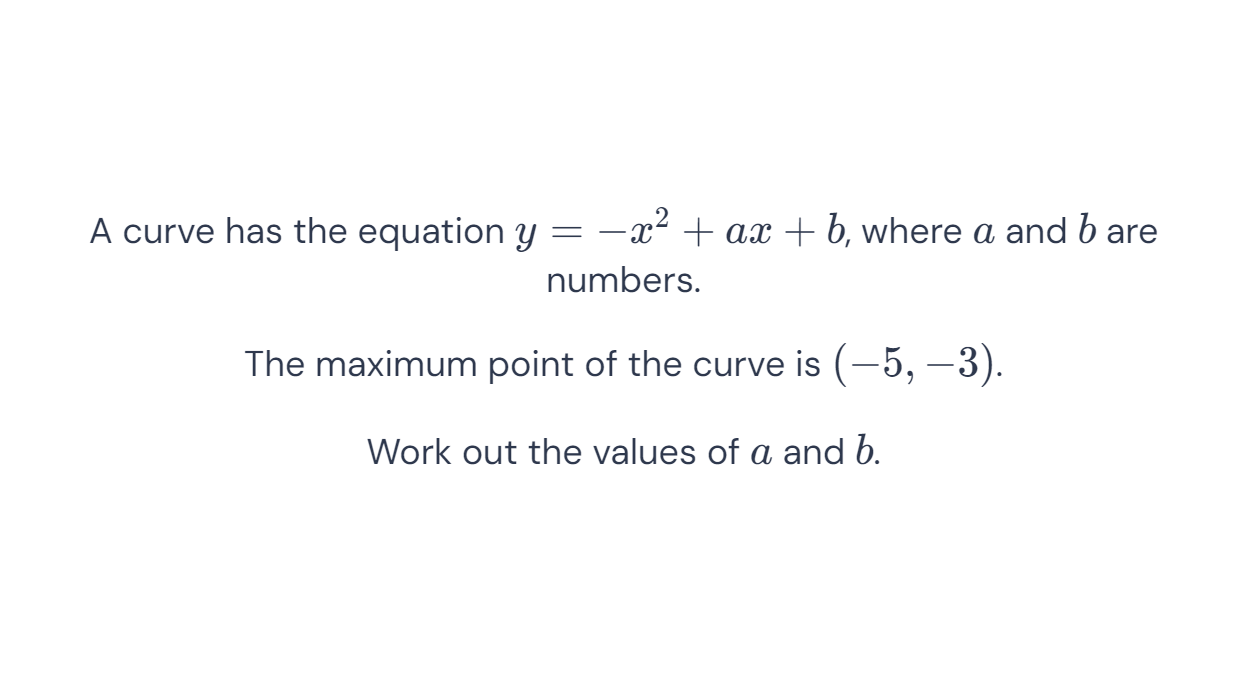 A curve has the equation y = −x² + ax + b, where a and b are
numbers.
The maximum point of the curve is (−5, −3).
Work out the values of a and b.